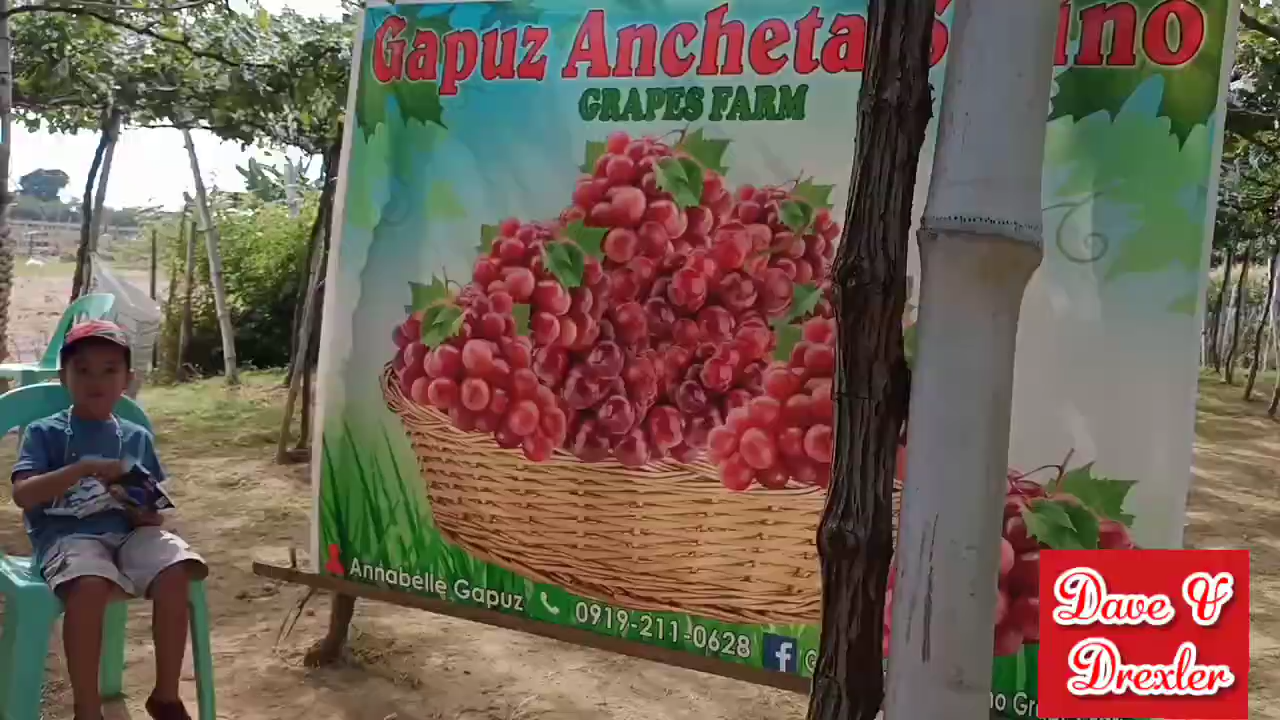 Gapuz Ancheta
GRAPES FARM
Annabelle Gapuz 0919-211-0628
Dave &
Drexler